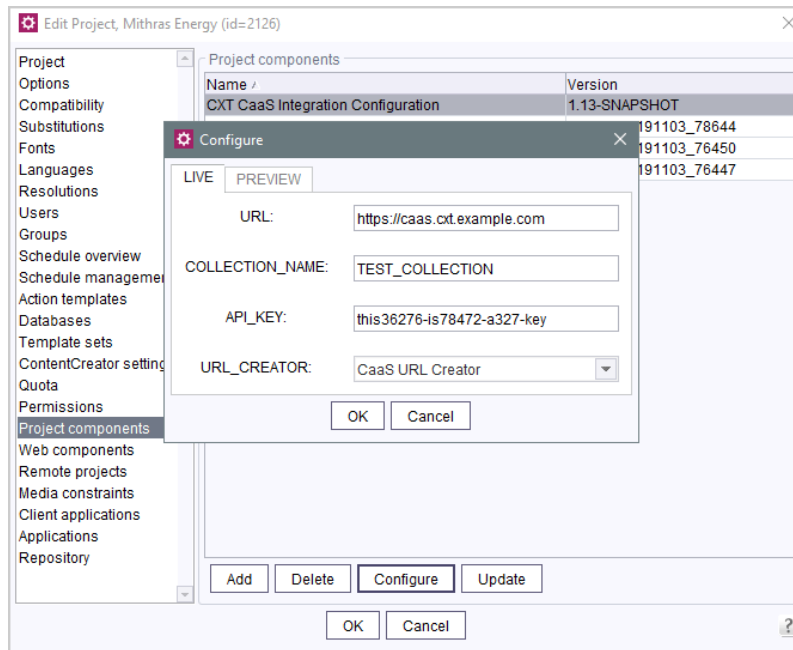 Edit Project, Mithras Energy (id=2126)
Project
Options
Compatibility
Substitutions
Fonts
Languages
Resolutions
Users
Groups
Schedule overview
Schedule managemer
Action templates
Databases
Template sets
ContentCreator setting
Quota
Permissions
Project components
Web components
Remote projects
Media constraints
Client applications
Applications
Repository
Project components
Name Version
CXT CaaS Integration Configuration 1.13-SNAPSHOT
191103_78644
191103_76450
191103_76447
Configure
LIVE PREVIEW
URL: https://caas.cxt.example.com
COLLECTION_NAME: TEST_COLLECTION
API_KEY: this36276-is78472-a327-key
URL_CREATOR: CaaS URL Creator
OK Cancel
Add Delete Configure Update
OK Cancel
?